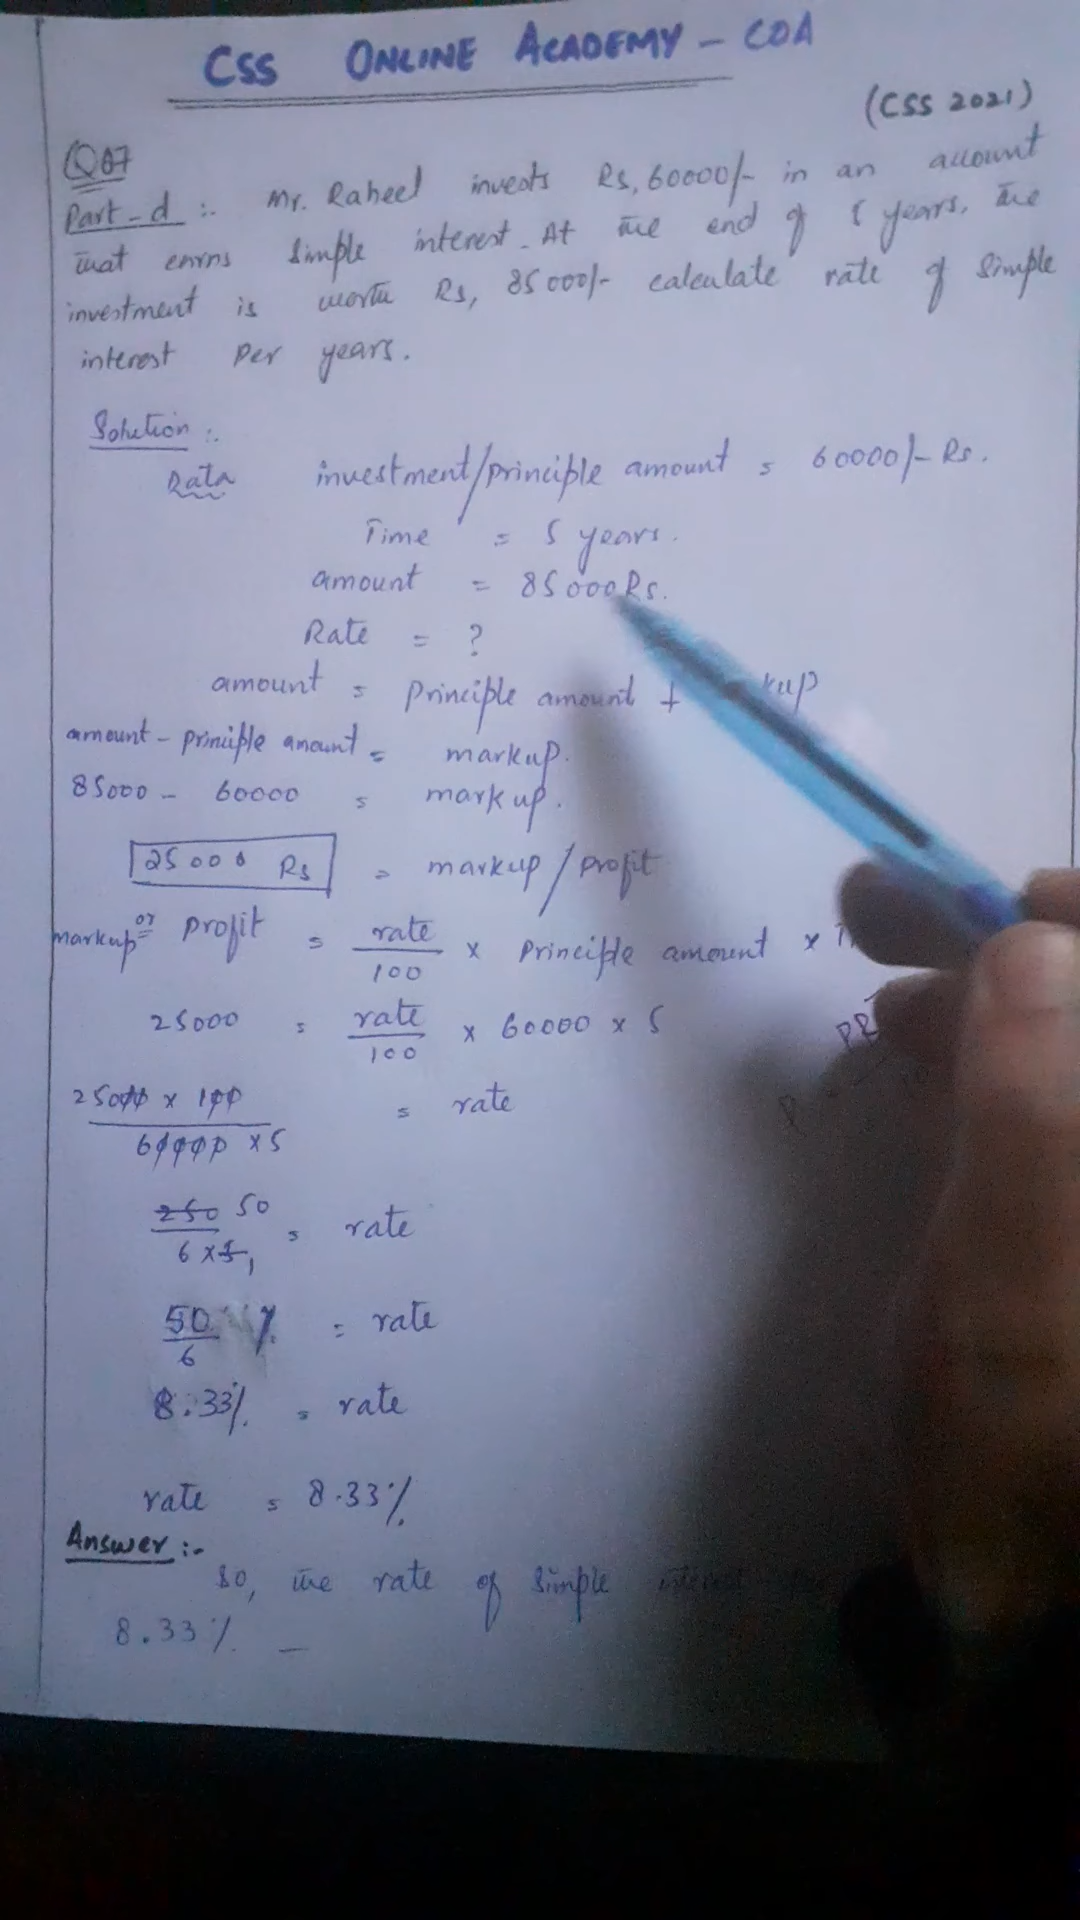 CSS ONLINE ACADEMY - COA
(CSS 2021)
Q07
Part-d :- Mr. Raheel invests Rs, 60000/- in an account
that earns simple interest. At the end of 5 years, the
investment is worth Rs, 85000/- calculate rate of simple
interest per years.
Solution :-
Data investment/principle amount = 60000/- Rs.
Time = 5 years.
amount = 85000 Rs.
Rate = ?
amount = principle amount +
amount - principle amount = markup.
85000 - 60000 = markup.
25000 Rs = markup/profit
markup or profit = rate/100 × principle amount ×
25000 = rate/100 × 60000 × 5
25000 × 100 / 60000 × 5 = rate
250 50 / 6 × 5, 1 = rate
50/6 % = rate
8.33% = rate
rate = 8.33%
Answer :-
So, the rate of simple
8.33%